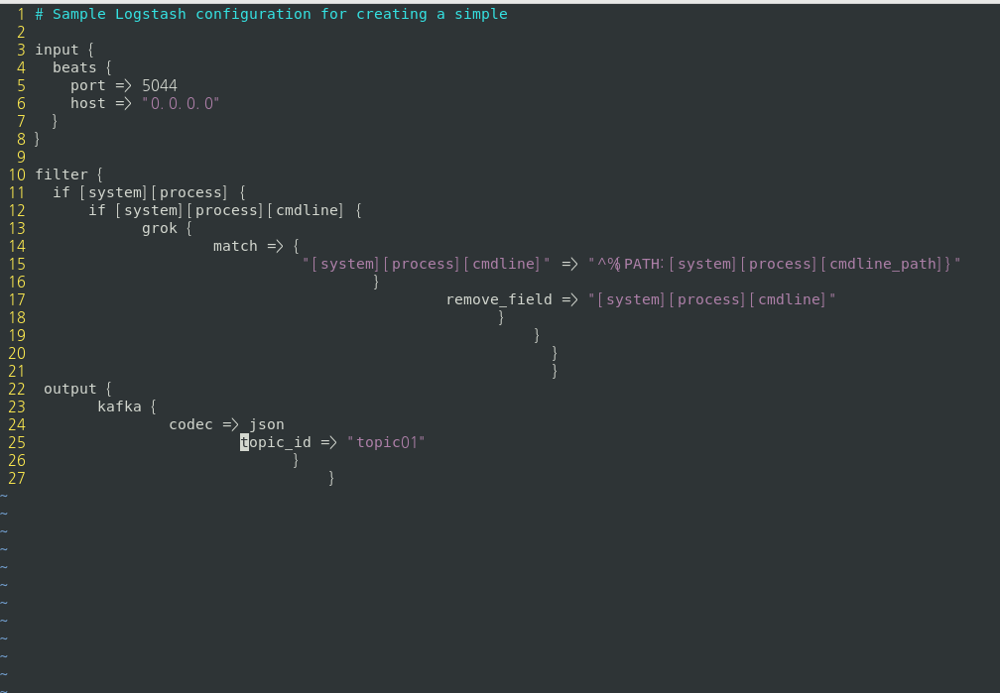 1 # Sample Logstash configuration for creating a simple
2
3 input {
4   beats {
5     port => 5044
6     host => "0.0.0.0"
7   }
8 }
9
10 filter {
11   if [system][process] {
12       if [system][process][cmdline] {
13             grok {
14                     match => {
15                               "[system][process][cmdline]" => "^%{PATH:[system][process][cmdline_path]}"
16                                       }
17                                               remove_field => "[system][process][cmdline]"
18                                                     }
19                                                         }
20                                                           }
21                                                           }
22  output {
23        kafka {
24                codec => json
25                        topic_id => "topic01"
26                              }
27                                  }
~
~
~
~
~
~
~
~
~
~
~
~